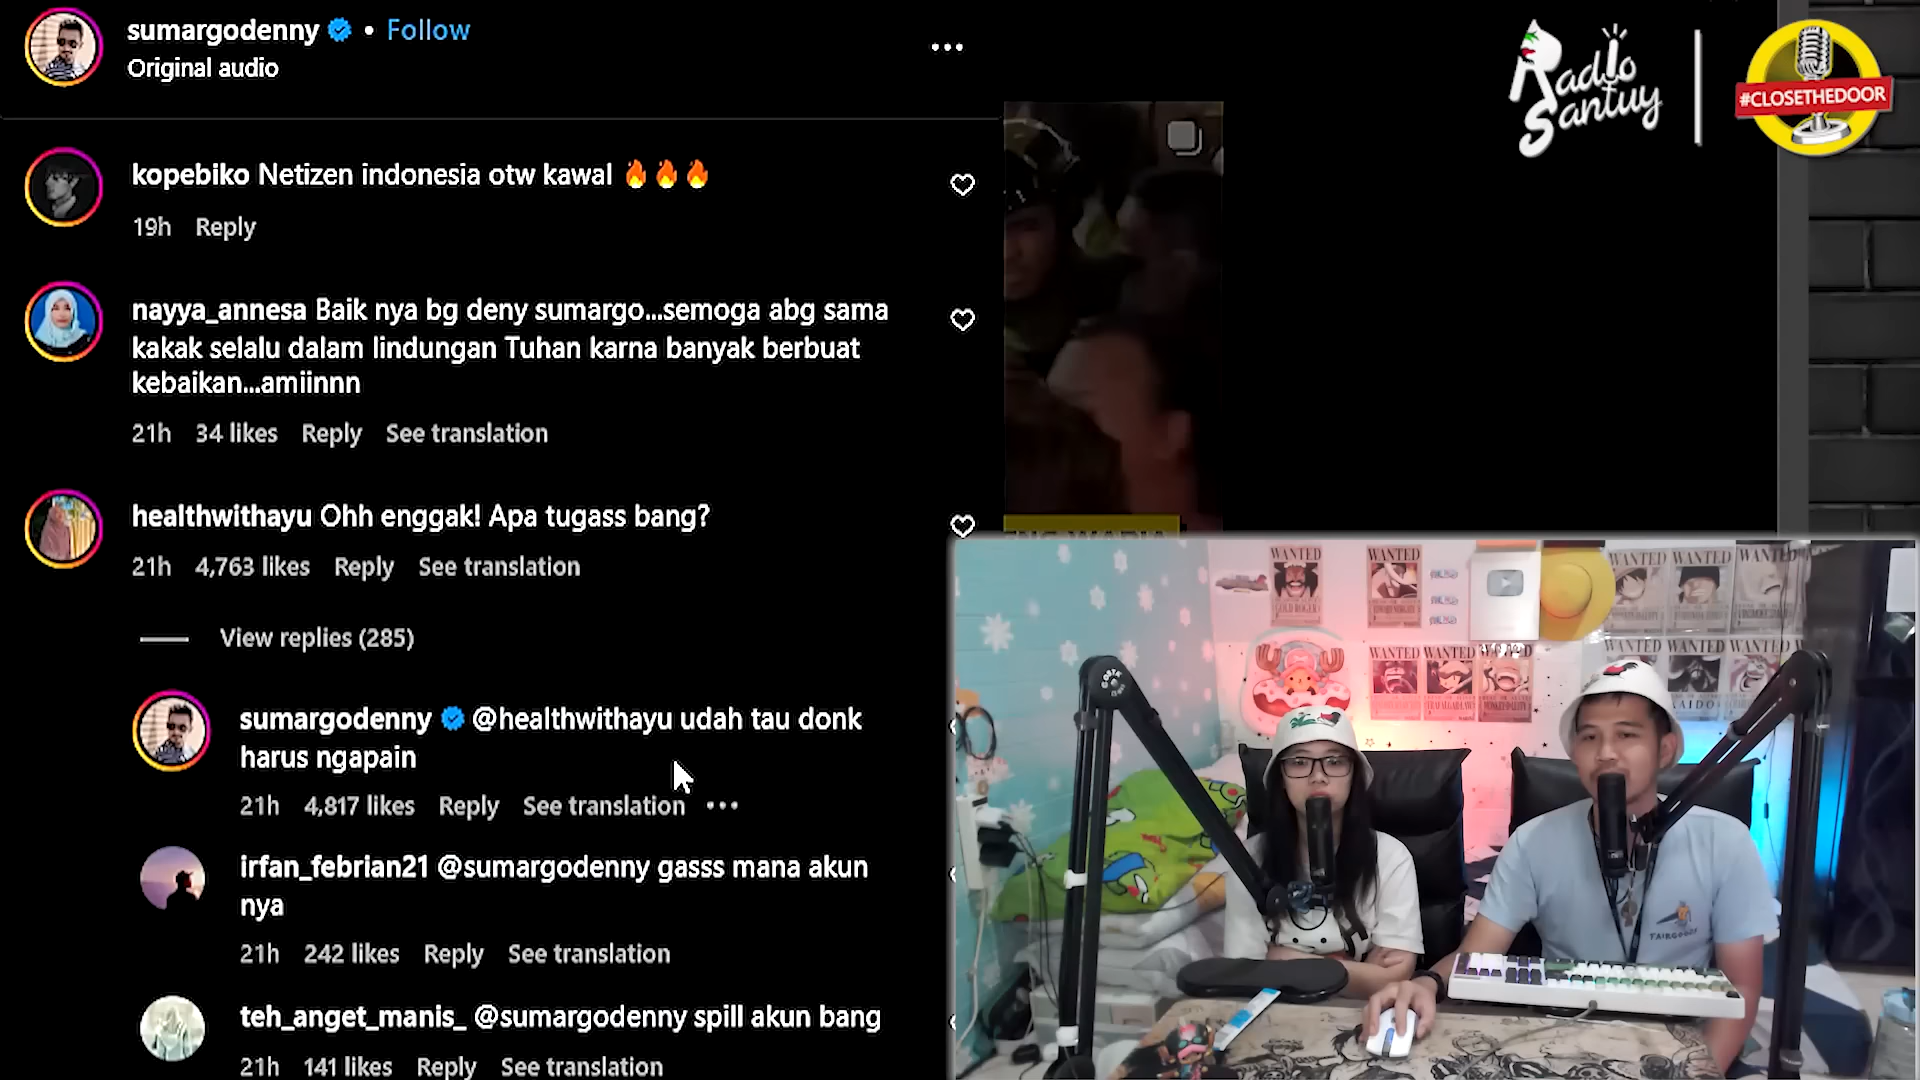 sumargodenny • Follow
Original audio
Radio
Santuy
#CLOSETHEDOOR
kopebiko Netizen indonesia otw kawal 🔥🔥🔥
19h Reply
nayya_annesa Baik nya bg deny sumargo...semoga abg sama
kakak selalu dalam lindungan Tuhan karna banyak berbuat
kebaikan...amiinnn
21h 34 likes Reply See translation
healthwithayu Ohh enggak! Apa tugass bang?
21h 4,763 likes Reply See translation
View replies (285)
sumargodenny @healthwithayu udah tau donk
harus ngapain
21h 4,817 likes Reply See translation
irfan_febrian21 @sumargodenny gasss mana akun
nya
21h 242 likes Reply See translation
teh_anget_manis_ @sumargodenny spill akun bang
21h 141 likes Reply See translation
WANTED
WANTED
WANTED
WANTED
WANTED
WANTED
WANTED
WANTED
WANTED
WANTED